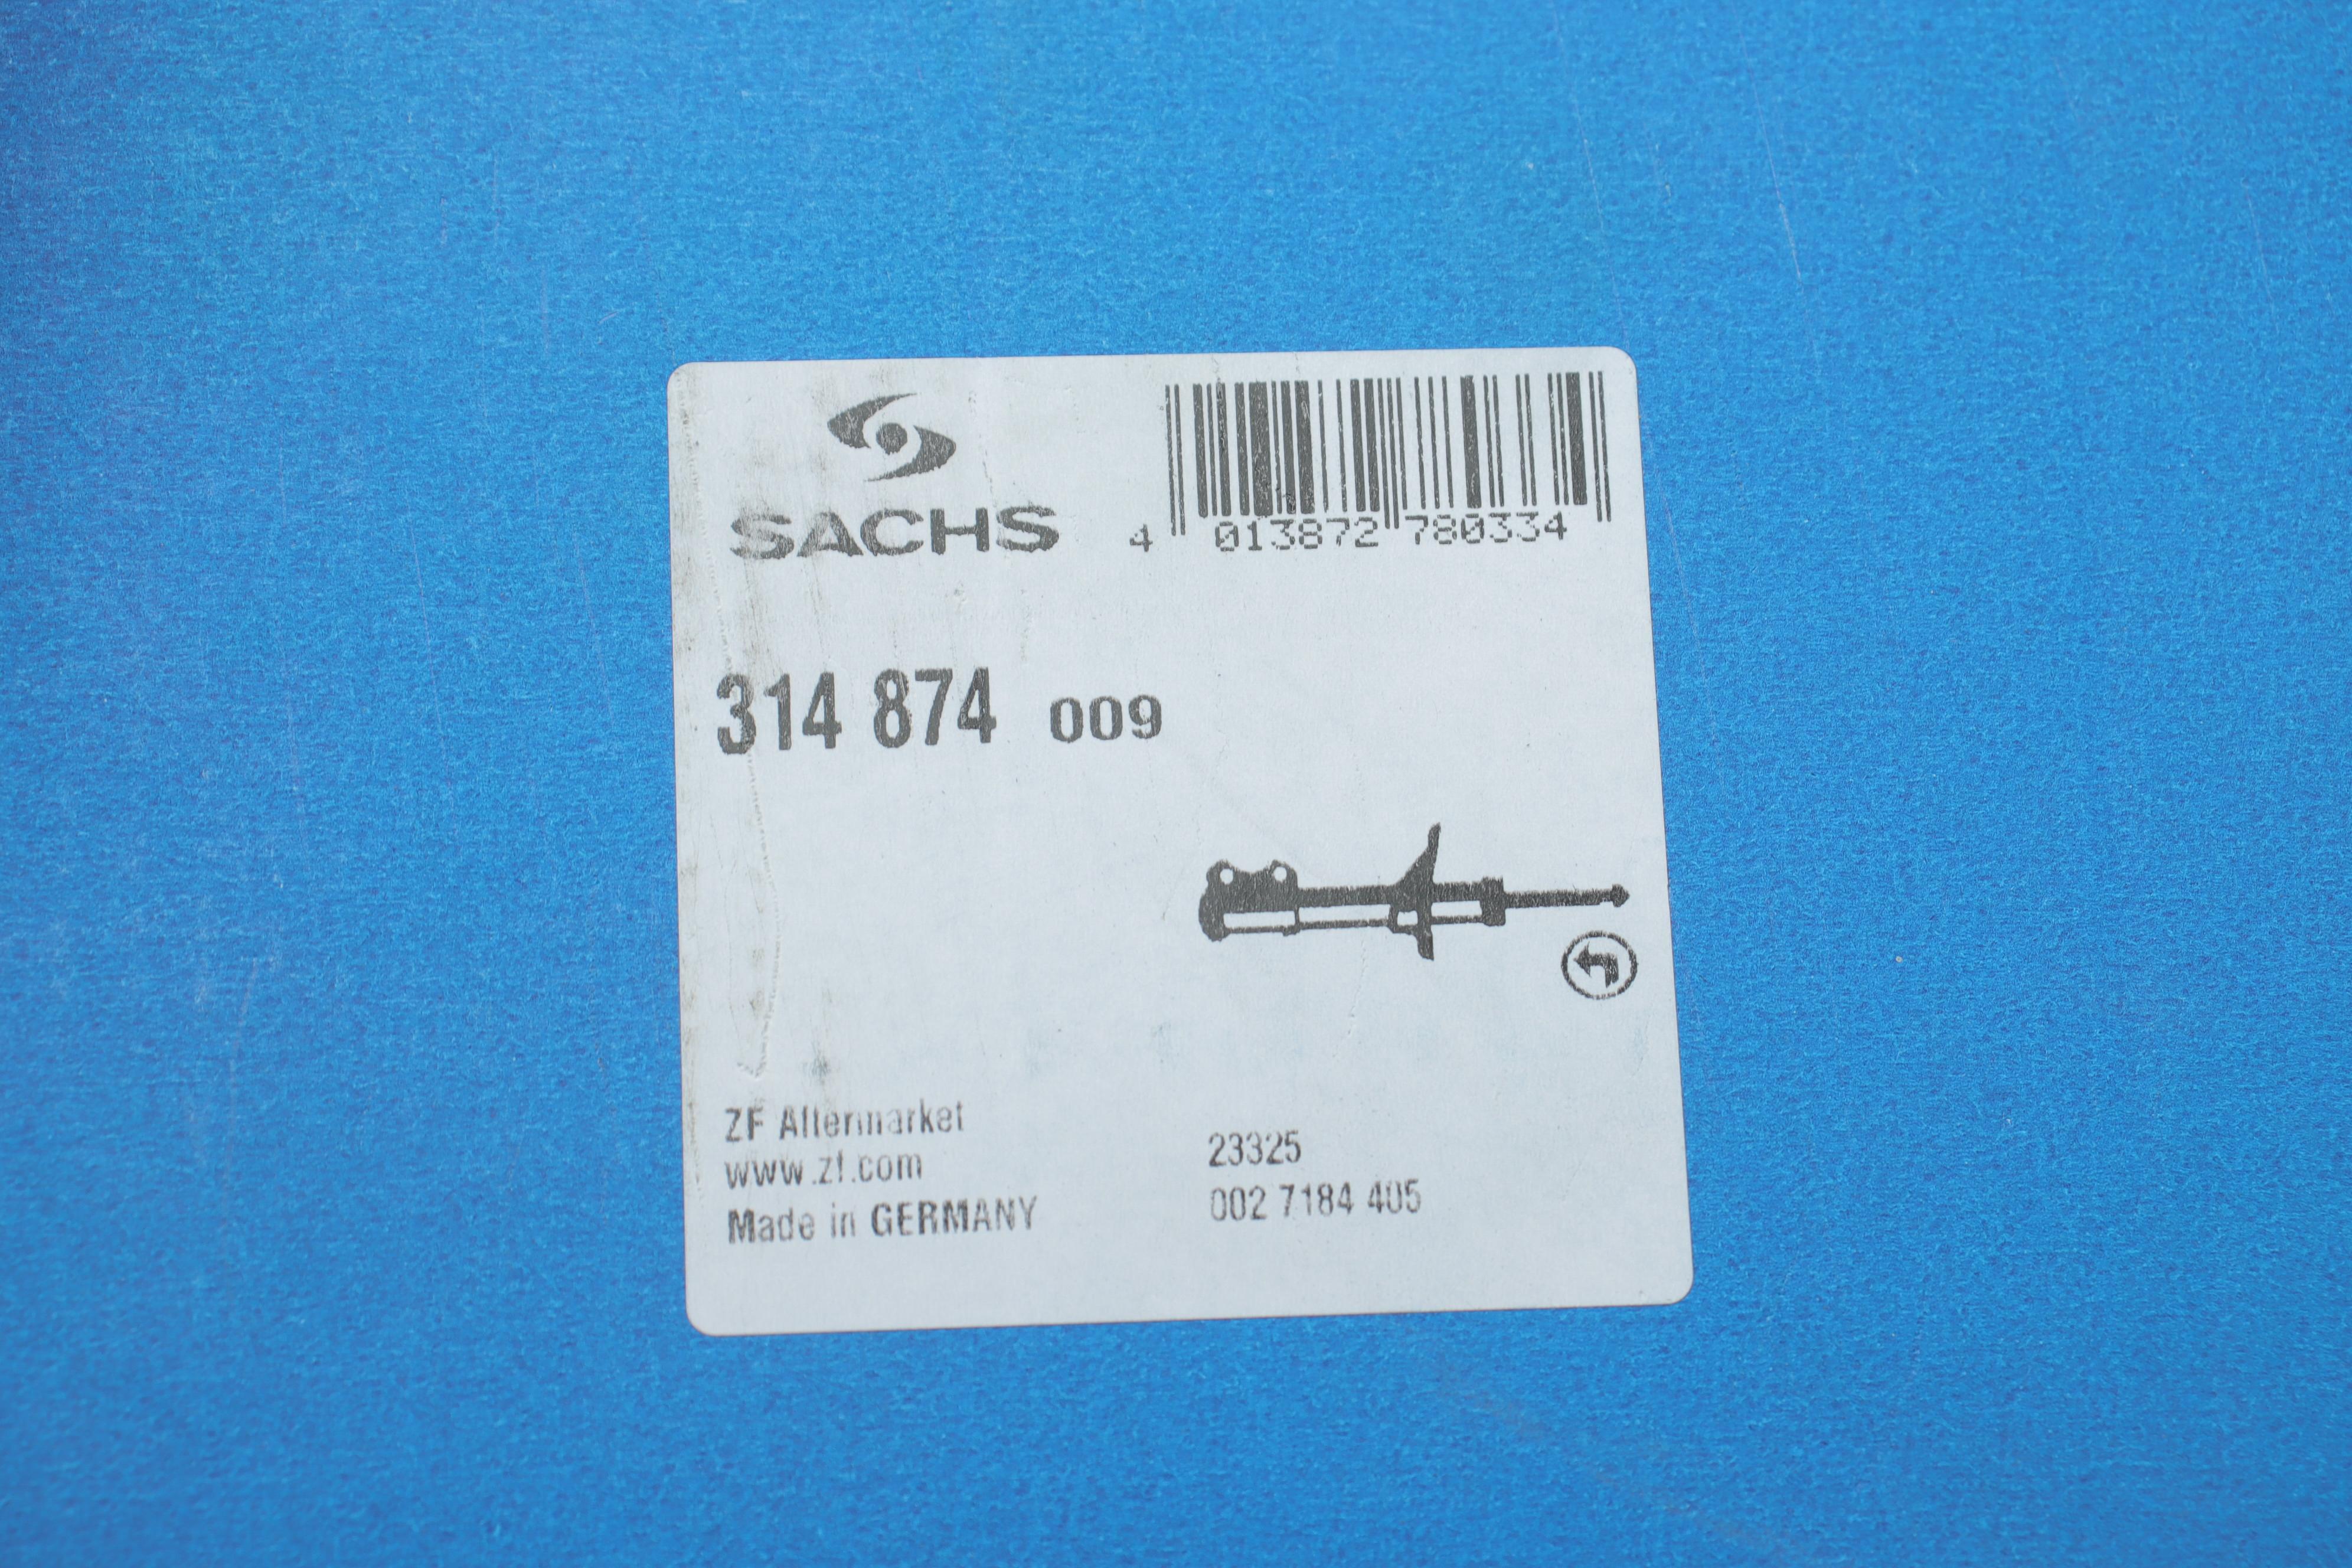 SACHS
4 013872 780334
314 874 009
ZF Aftermarket
www.zf.com
Made in GERMANY
23325
002 7184 405